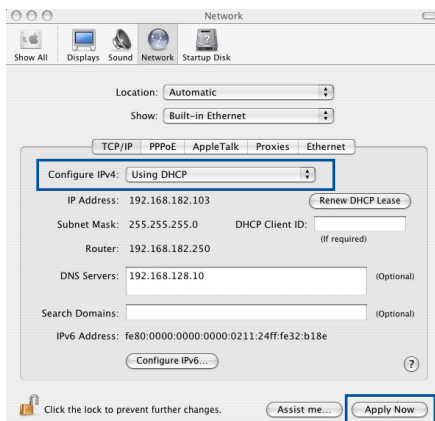 Network
Show All Displays Sound Network Startup Disk
Location: Automatic
Show: Built-in Ethernet
TCP/IP PPPoE AppleTalk Proxies Ethernet
Configure IPv4: Using DHCP
IP Address: 192.168.182.103 Renew DHCP Lease
Subnet Mask: 255.255.255.0 DHCP Client ID:
(If required)
Router: 192.168.182.250
DNS Servers: 192.168.128.10 (Optional)
Search Domains: (Optional)
IPv6 Address: fe80:0000:0000:0000:0211:24ff:fe32:b18e
Configure IPv6... ?
Click the lock to prevent further changes. Assist me... Apply Now